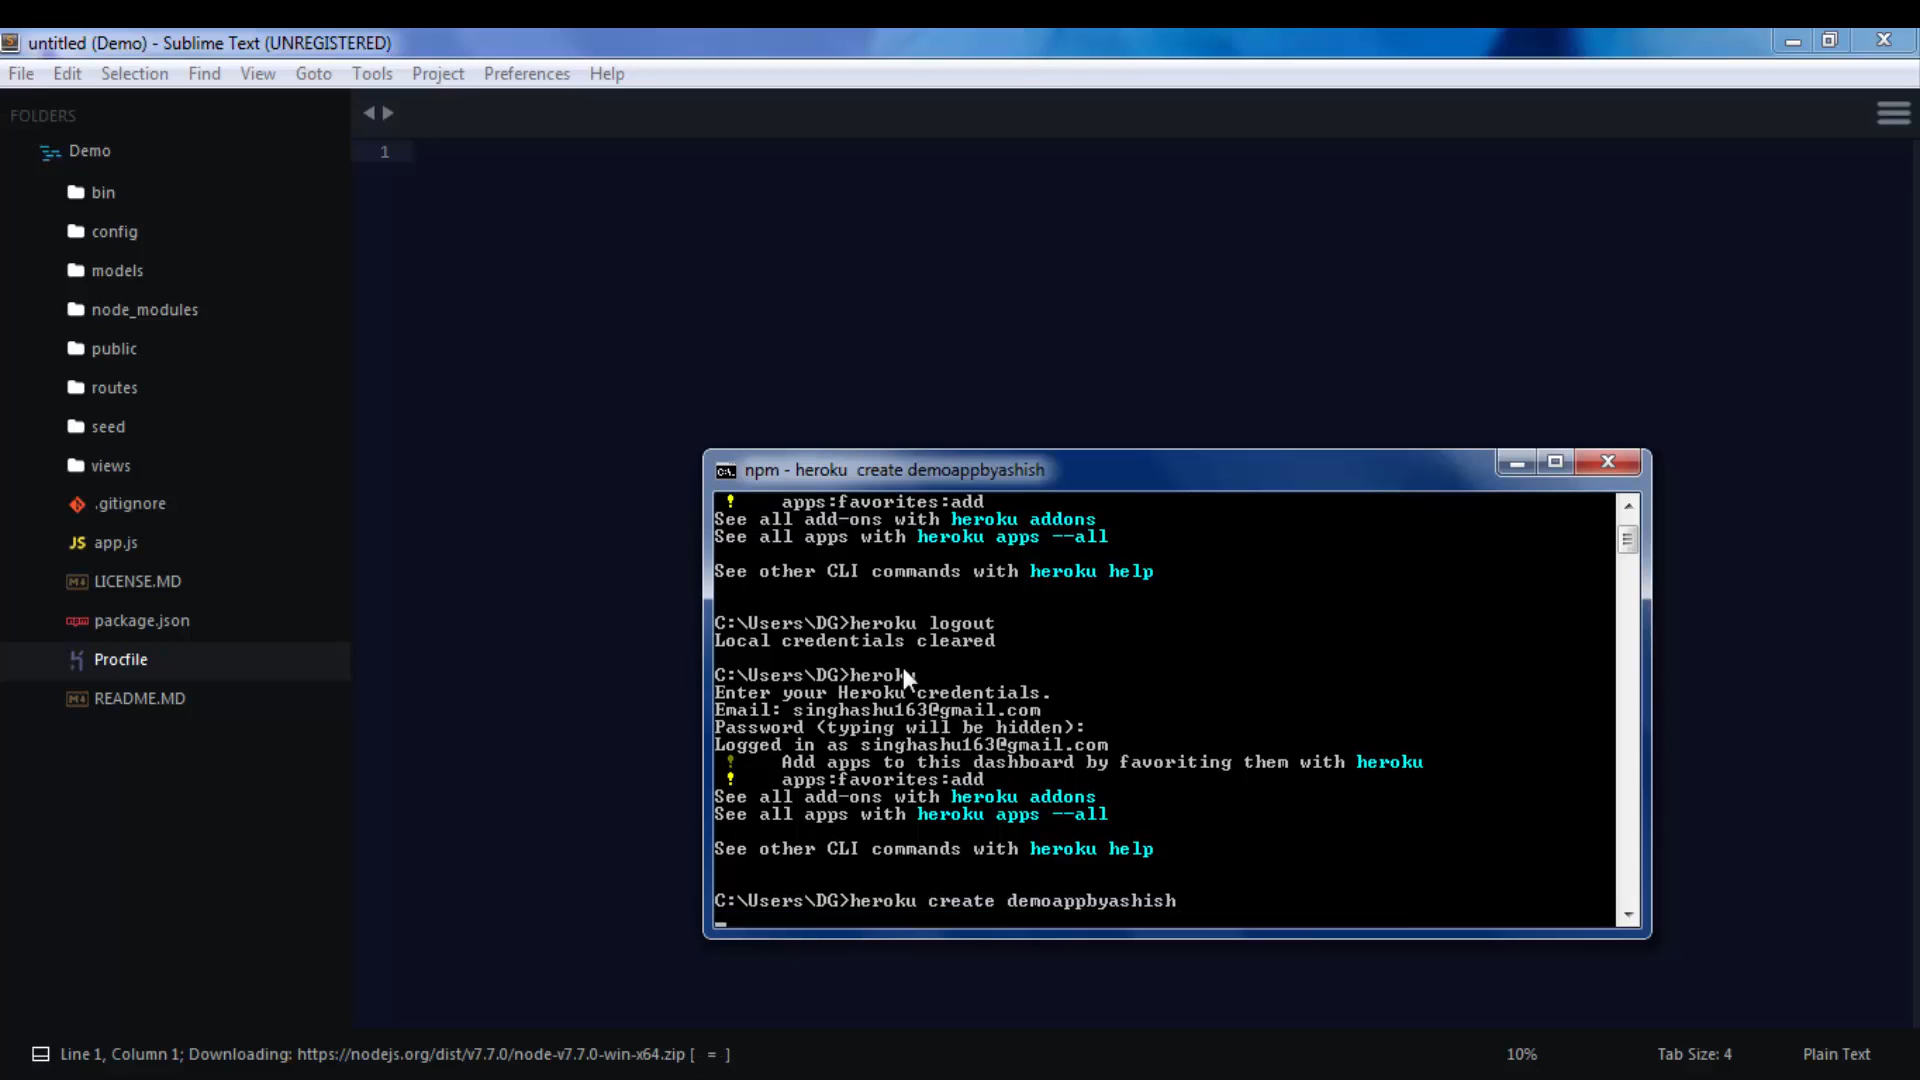 untitled (Demo) - Sublime Text (UNREGISTERED)
File Edit Selection Find View Goto Tools Project Preferences Help
FOLDERS
Demo
bin
config
models
node_modules
public
routes
seed
views
.gitignore
JS app.js
LICENSE.MD
npm package.json
Procfile
README.MD
1
npm - heroku  create demoappbyashish
!    apps:favorites:add
See all add-ons with heroku addons
See all apps with heroku apps --all
See other CLI commands with heroku help
C:\Users\DG>heroku logout
Local credentials cleared
C:\Users\DG>heroku
Enter your Heroku credentials.
Email: singhashu163@gmail.com
Password (typing will be hidden):
Logged in as singhashu163@gmail.com
!    Add apps to this dashboard by favoriting them with heroku
!    apps:favorites:add
See all add-ons with heroku addons
See all apps with heroku apps --all
See other CLI commands with heroku help
C:\Users\DG>heroku create demoappbyashish
Line 1, Column 1; Downloading: https://nodejs.org/dist/v7.7.0/node-v7.7.0-win-x64.zip [  =  ] 10% Tab Size: 4 Plain Text